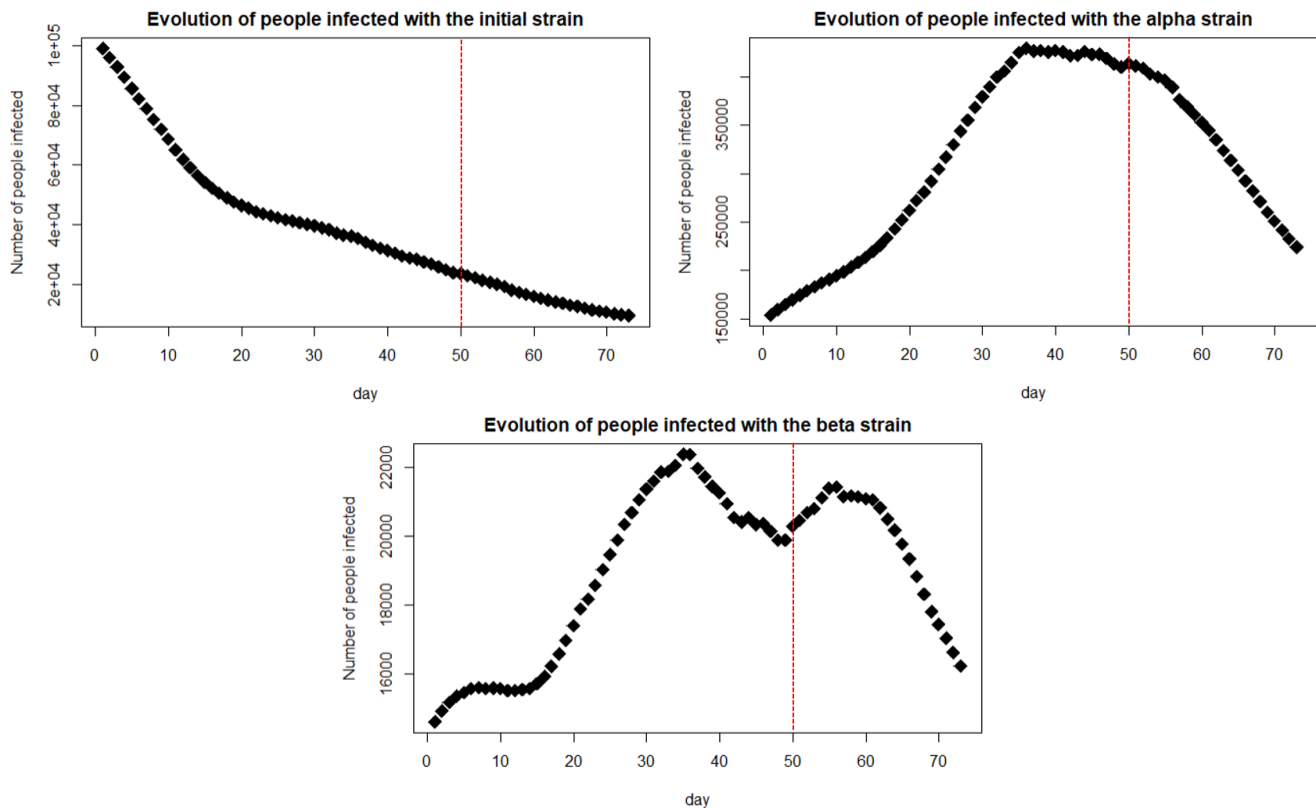 Evolution of people infected with the initial strain
Number of people infected
2e+04 4e+04 6e+04 8e+04 1e+05
0 10 20 30 40 50 60 70
day
Evolution of people infected with the alpha strain
Number of people infected
150000 250000 350000
0 10 20 30 40 50 60 70
day
Evolution of people infected with the beta strain
Number of people infected
16000 18000 20000 22000
0 10 20 30 40 50 60 70
day